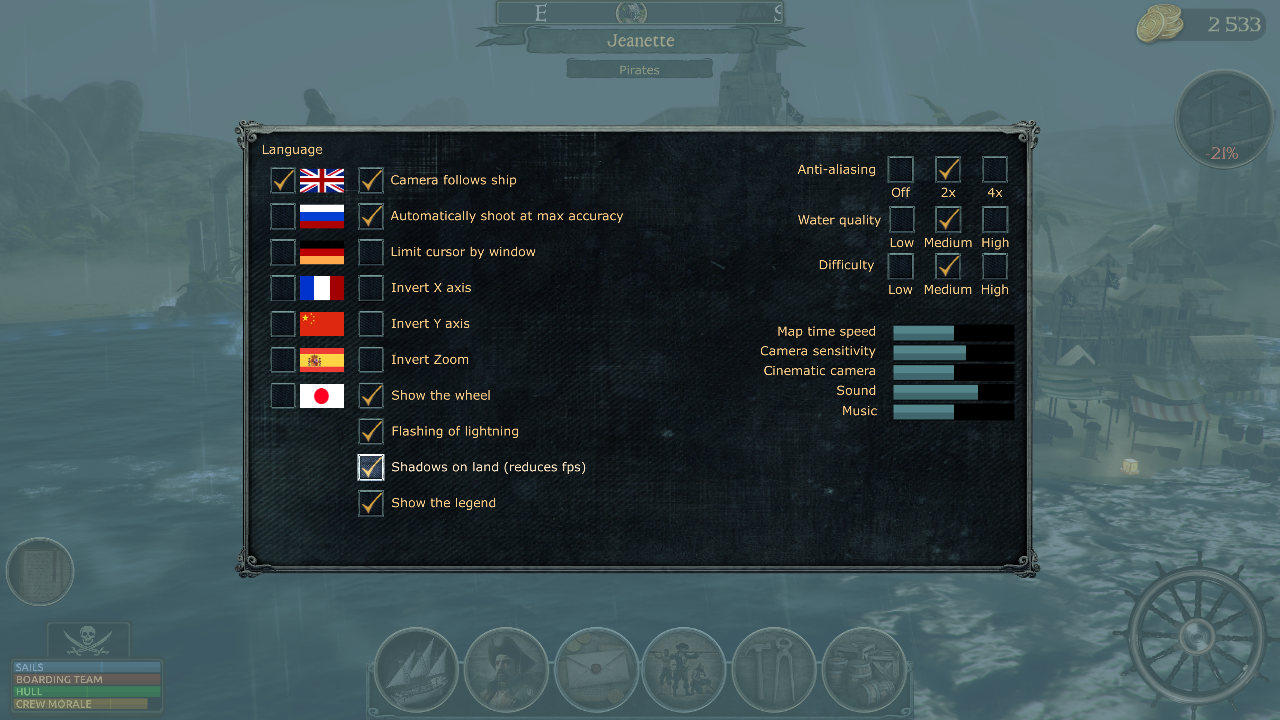 E
S
Jeanette
Pirates
2 533
-21%
Language
Camera follows ship
Automatically shoot at max accuracy
Limit cursor by window
Invert X axis
Invert Y axis
Invert Zoom
Show the wheel
Flashing of lightning
Shadows on land (reduces fps)
Show the legend
Anti-aliasing
Off 2x 4x
Water quality
Low Medium High
Difficulty
Low Medium High
Map time speed
Camera sensitivity
Cinematic camera
Sound
Music
SAILS
BOARDING TEAM
HULL
CREW MORALE